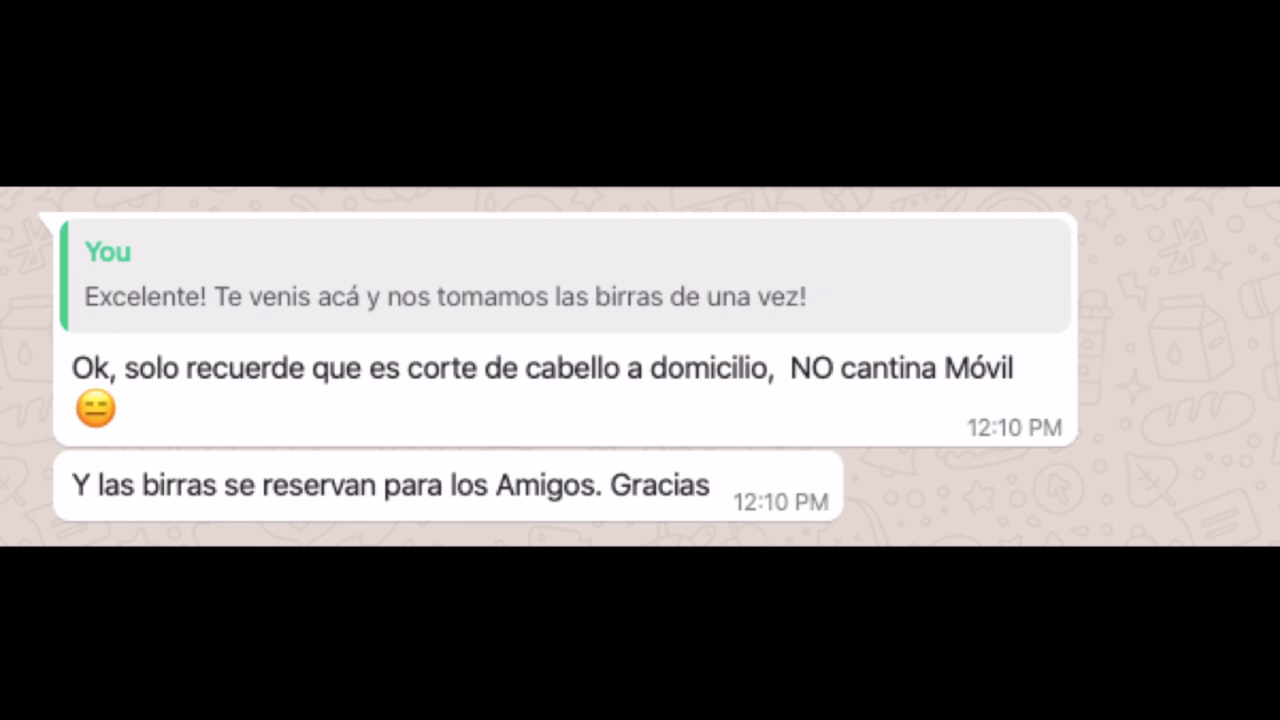 You
Excelente! Te venis acá y nos tomamos las birras de una vez!
Ok, solo recuerde que es corte de cabello a domicilio,  NO cantina Móvil
😑
12:10 PM
Y las birras se reservan para los Amigos. Gracias
12:10 PM